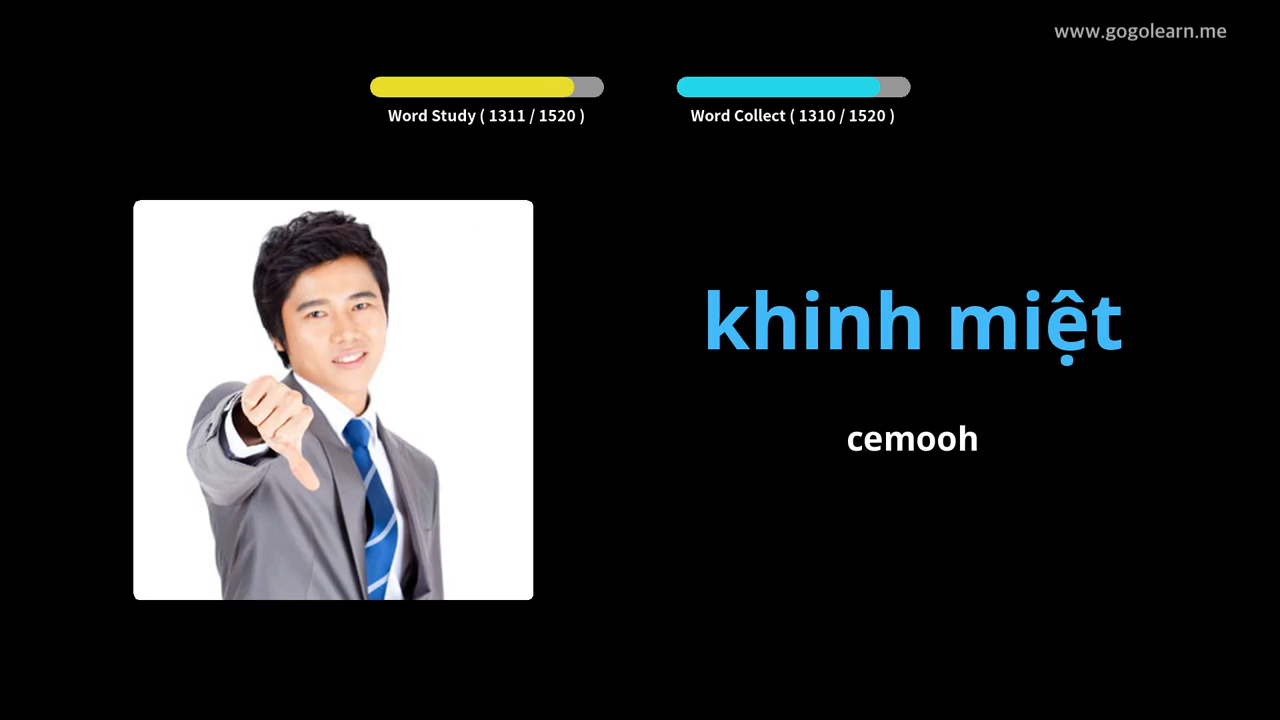 www.gogolearn.me
Word Study ( 1311 / 1520 )
Word Collect ( 1310 / 1520 )
khinh miệt
cemooh